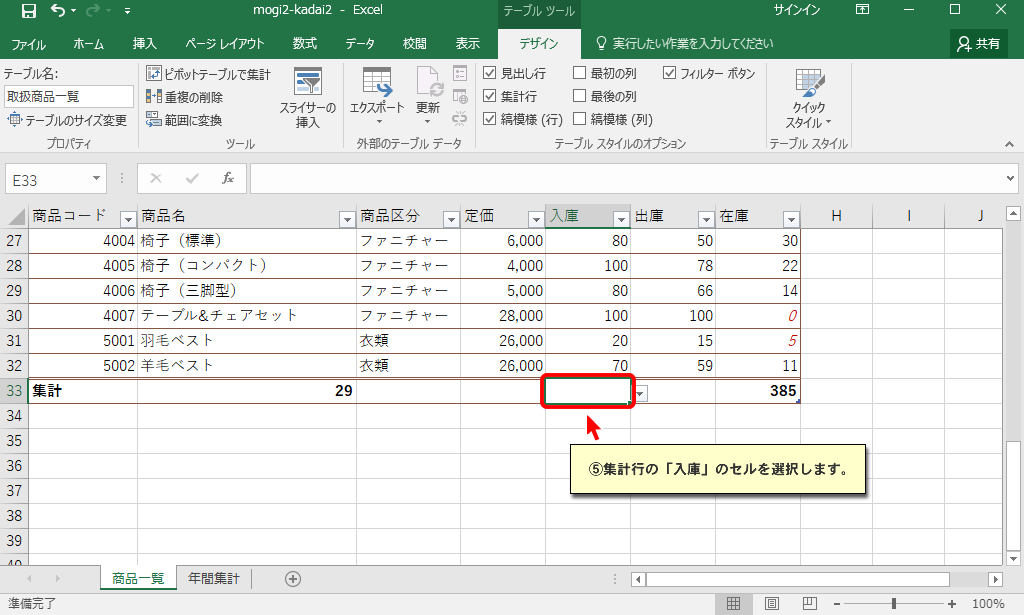 mogi2-kadai2 - Excel
テーブル ツール
サインイン
ファイル ホーム 挿入 ページ レイアウト 数式 データ 校閲 表示 デザイン 実行したい作業を入力してください 共有
テーブル名:
取扱商品一覧
テーブルのサイズ変更
プロパティ
ピボットテーブルで集計
重複の削除
範囲に変換
スライサーの
挿入
ツール
エクスポート
更新
外部のテーブル データ
見出し行 最初の列 フィルター ボタン
集計行 最後の列
縞模様 (行) 縞模様 (列)
テーブル スタイルのオプション
クイック
スタイル
テーブル スタイル
E33
fx
商品コード 商品名 商品区分 定価 入庫 出庫 在庫 H I J
27 4004 椅子（標準） ファニチャー 6,000 80 50 30
28 4005 椅子（コンパクト） ファニチャー 4,000 100 78 22
29 4006 椅子（三脚型） ファニチャー 5,000 80 66 14
30 4007 テーブル&チェアセット ファニチャー 28,000 100 100 0
31 5001 羽毛ベスト 衣類 26,000 20 15 5
32 5002 羊毛ベスト 衣類 26,000 70 59 11
33 集計 29 385
34
35
36
37
38
39
40
⑤集計行の「入庫」のセルを選択します。
商品一覧 年間集計
準備完了
100%